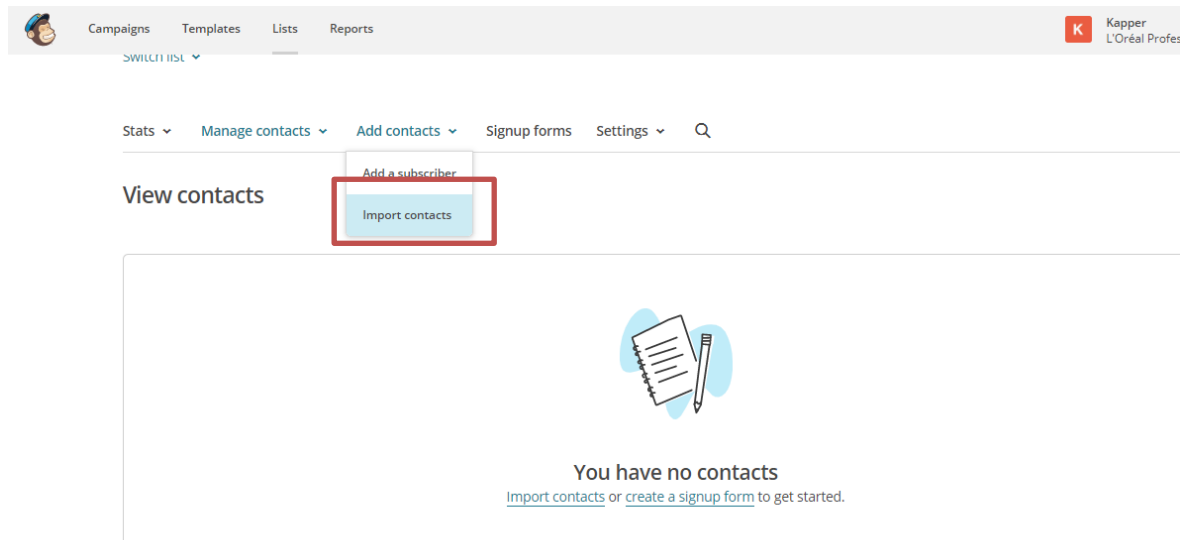 Campaigns Templates Lists Reports
K Kapper
L'Oréal Profes
Switch list
Stats Manage contacts Add contacts Signup forms Settings
Add a subscriber
View contacts
Import contacts
You have no contacts
Import contacts or create a signup form to get started.